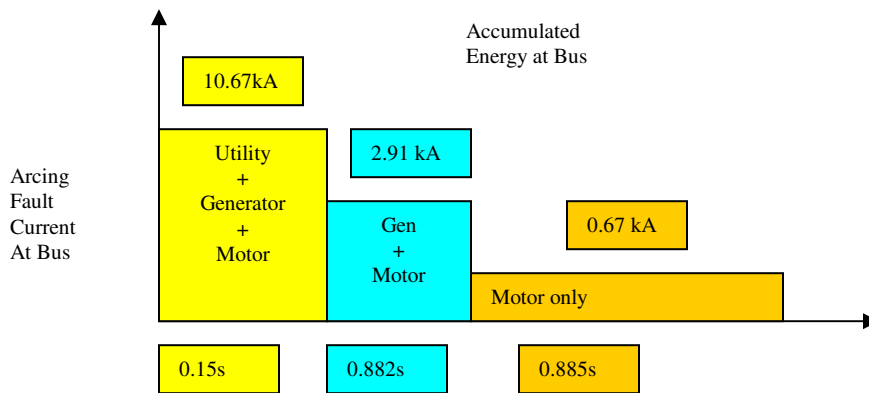 Accumulated
Energy at Bus
10.67kA
Utility
+
Generator
+
Motor
2.91 kA
Gen
+
Motor
0.67 kA
Motor only
Arcing
Fault
Current
At Bus
0.15s
0.882s
0.885s